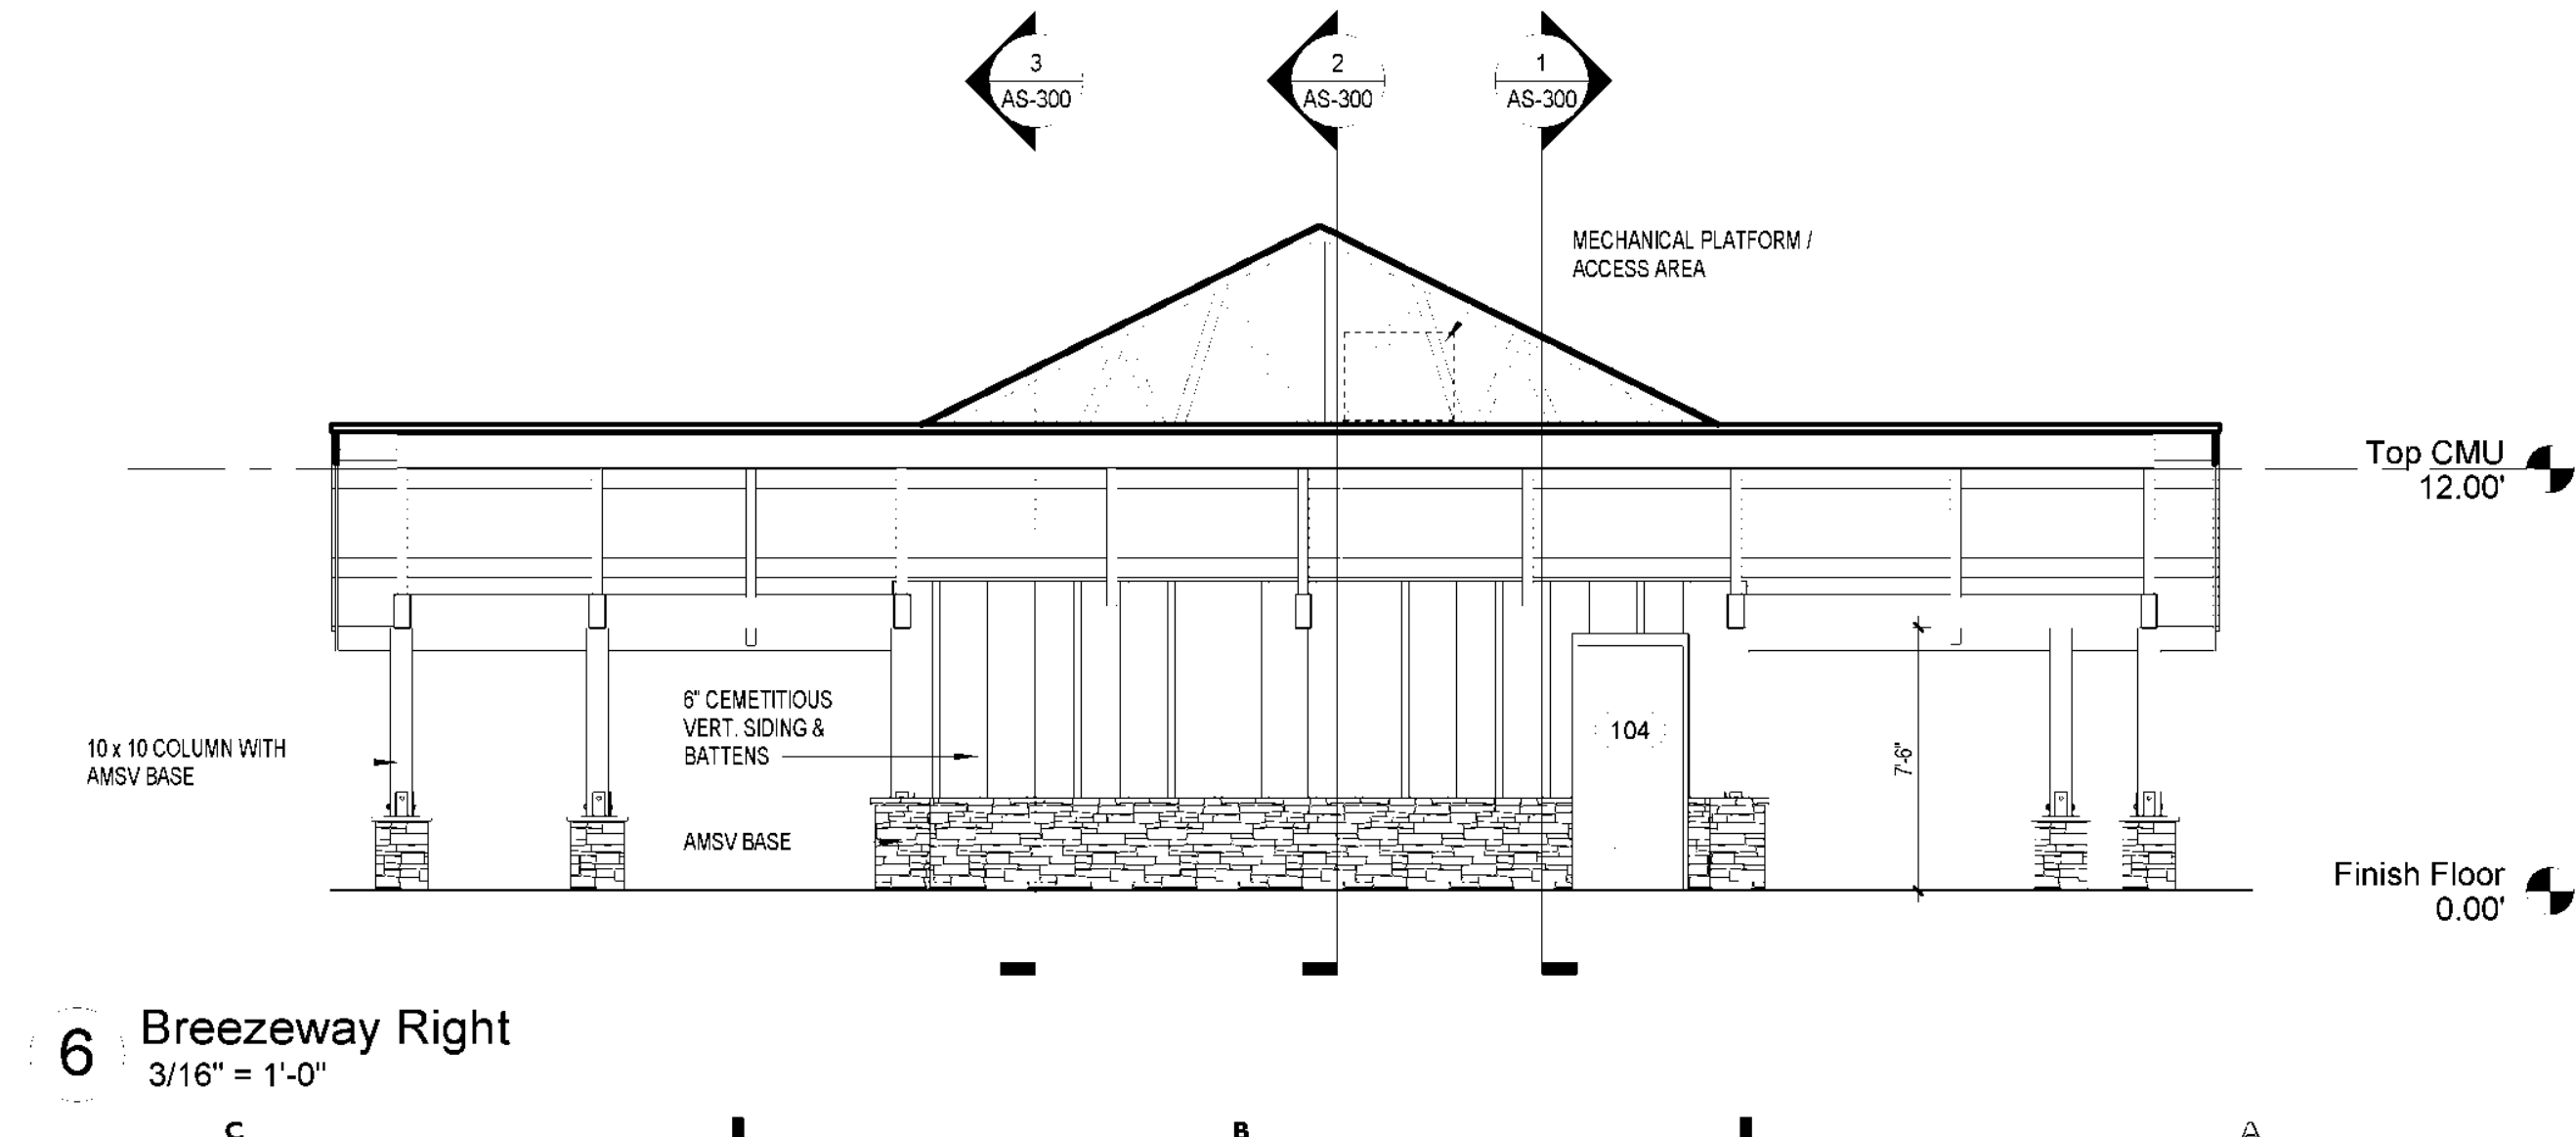 3
AS-300
2
AS-300
1
AS-300
MECHANICAL PLATFORM /
ACCESS AREA
Top CMU
12.00'
6" CEMETITIOUS
VERT. SIDING &
BATTENS
104
7'-6"
10 x 10 COLUMN WITH
AMSV BASE
AMSV BASE
Finish Floor
0.00'
6
Breezeway Right
3/16" = 1'-0"
C
B
A